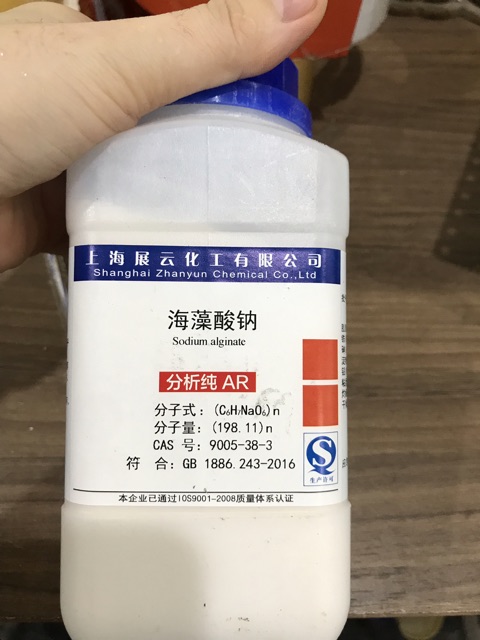 上海展云化工有限公司
Shanghai Zhanyun Chemical Co.,Ltd
海藻酸钠
Sodium alginate
分析纯 AR
分子式：(C₆H₇NaO₆)n
分子量：(198.11)n
CAS 号：9005-38-3
符 合：GB 1886.243-2016
生产许可
本企业已通过IOS9001-2008质量体系认证